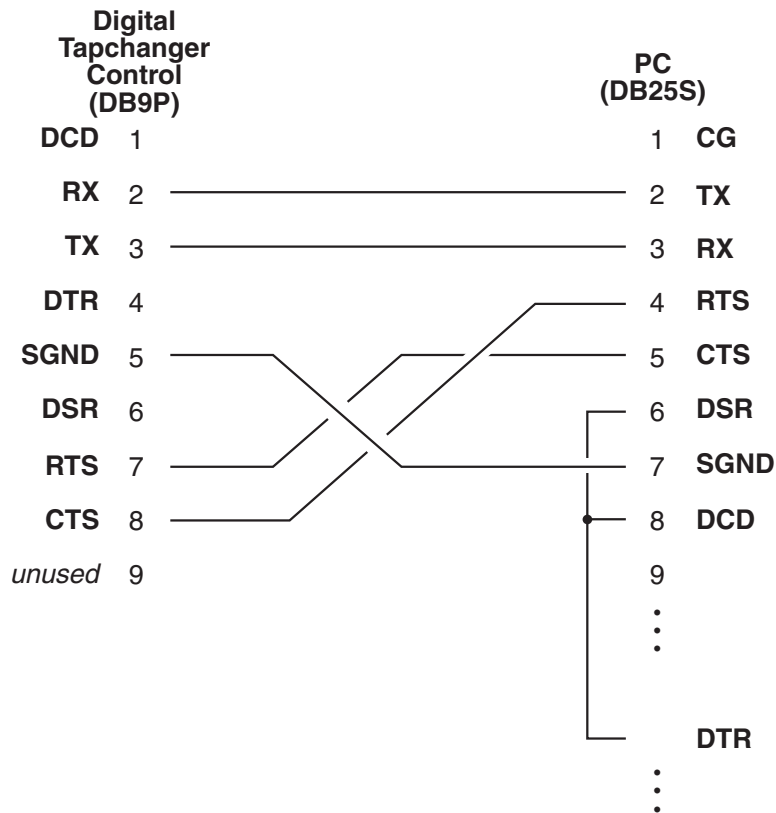 Digital
Tapchanger
Control
(DB9P)
PC
(DB25S)
DCD 1 1 CG
RX 2 2 TX
TX 3 3 RX
DTR 4 4 RTS
SGND 5 5 CTS
DSR 6 6 DSR
RTS 7 7 SGND
CTS 8 8 DCD
unused 9 9
DTR